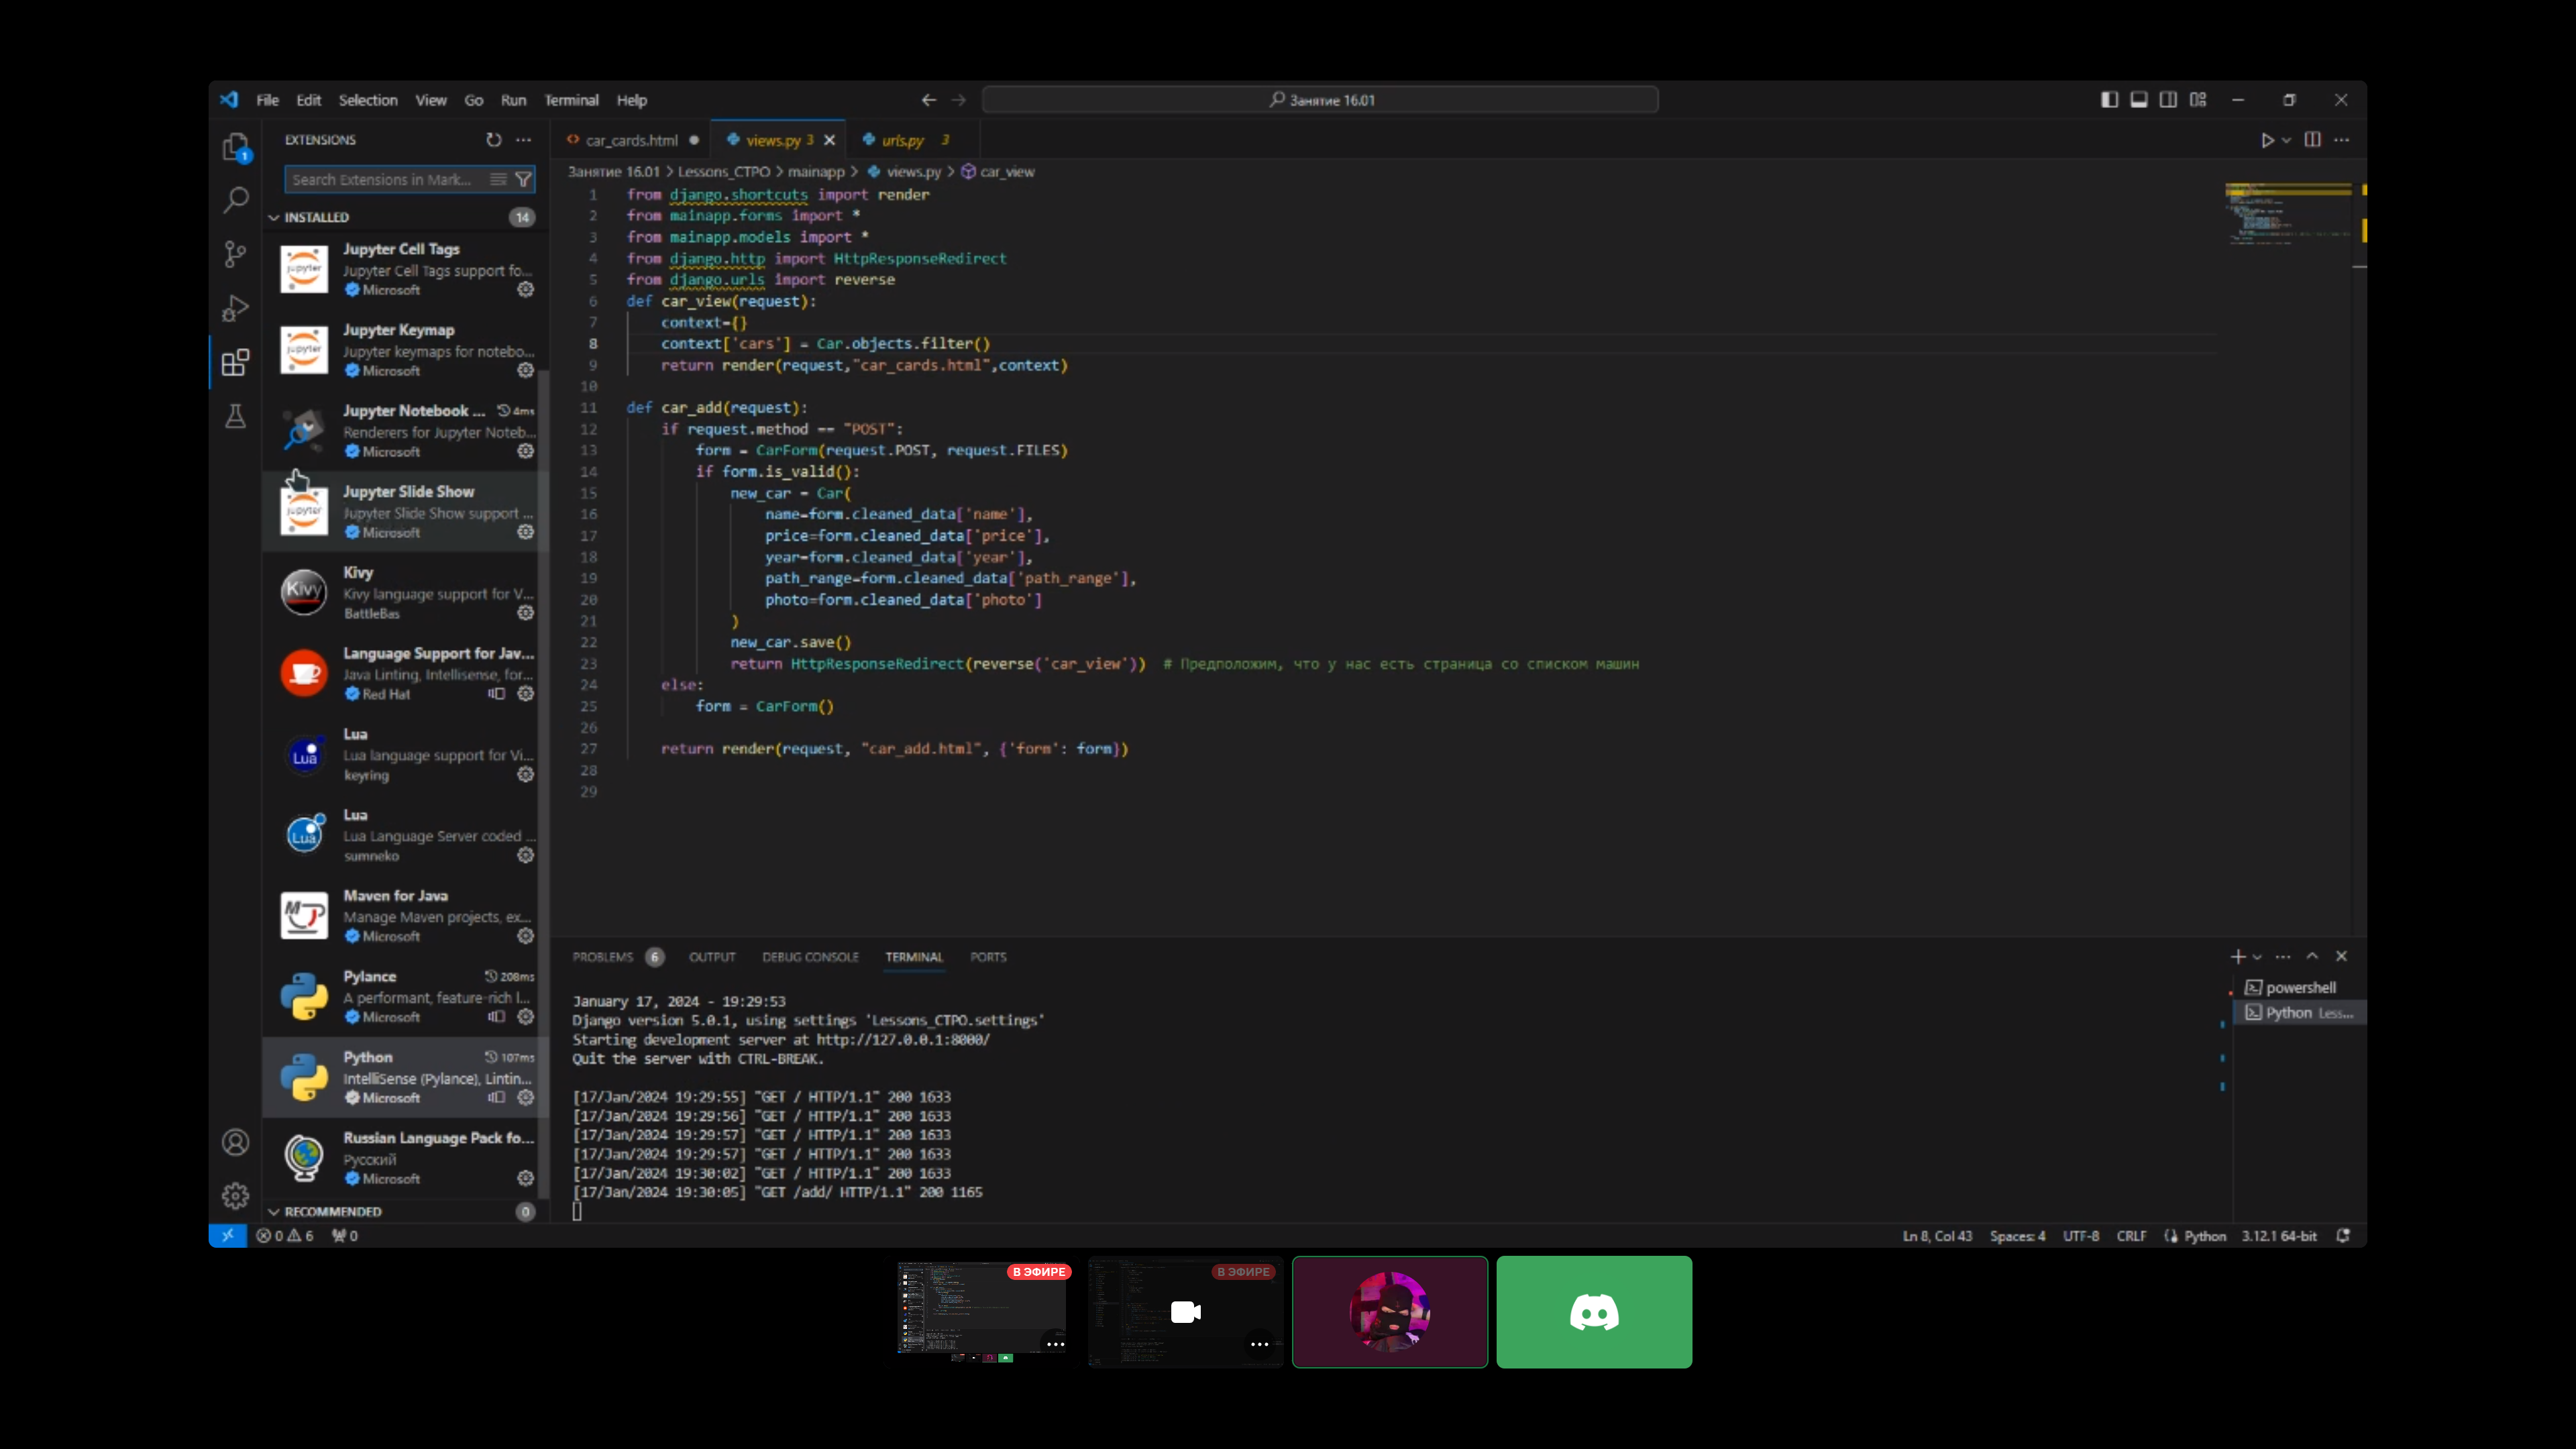 File Edit Selection View Go Run Terminal Help
Занятие 16.01
EXTENSIONS
Search Extensions in Mark...
INSTALLED 14
Jupyter Cell Tags
Jupyter Cell Tags support fo...
Microsoft
Jupyter Keymap
Jupyter keymaps for notebo...
Microsoft
Jupyter Notebook ... 4ms
Renderers for Jupyter Noteb...
Microsoft
Jupyter Slide Show
Jupyter Slide Show support ...
Microsoft
Kivy
Kivy language support for V...
BattleBas
Language Support for Jav...
Java Linting, Intellisense, for...
Red Hat
Lua
Lua language support for Vi...
keyring
Lua
Lua Language Server coded ...
sumneko
Maven for Java
Manage Maven projects, ex...
Microsoft
Pylance 208ms
A performant, feature-rich l...
Microsoft
Python 107ms
IntelliSense (Pylance), Lintin...
Microsoft
Russian Language Pack fo...
Русский
Microsoft
RECOMMENDED 0
car_cards.html views.py 3 urls.py 3
Занятие 16.01 > Lessons_CTPO > mainapp > views.py > car_view
1 from django.shortcuts import render
2 from mainapp.forms import *
3 from mainapp.models import *
4 from django.http import HttpResponseRedirect
5 from django.urls import reverse
6 def car_view(request):
7 context={}
8 context['cars'] = Car.objects.filter()
9 return render(request,"car_cards.html",context)
10
11 def car_add(request):
12 if request.method == "POST":
13 form = CarForm(request.POST, request.FILES)
14 if form.is_valid():
15 new_car = Car(
16 name=form.cleaned_data['name'],
17 price=form.cleaned_data['price'],
18 year=form.cleaned_data['year'],
19 path_range=form.cleaned_data['path_range'],
20 photo=form.cleaned_data['photo']
21 )
22 new_car.save()
23 return HttpResponseRedirect(reverse('car_view')) # Предположим, что у нас есть страница со списком машин
24 else:
25 form = CarForm()
26
27 return render(request, "car_add.html", {'form': form})
28
29
PROBLEMS 6 OUTPUT DEBUG CONSOLE TERMINAL PORTS
January 17, 2024 - 19:29:53
Django version 5.0.1, using settings 'Lessons_CTPO.settings'
Starting development server at http://127.0.0.1:8000/
Quit the server with CTRL-BREAK.
[17/Jan/2024 19:29:55] "GET / HTTP/1.1" 200 1633
[17/Jan/2024 19:29:56] "GET / HTTP/1.1" 200 1633
[17/Jan/2024 19:29:57] "GET / HTTP/1.1" 200 1633
[17/Jan/2024 19:29:57] "GET / HTTP/1.1" 200 1633
[17/Jan/2024 19:30:02] "GET / HTTP/1.1" 200 1633
[17/Jan/2024 19:30:05] "GET /add/ HTTP/1.1" 200 1165
powershell
Python Less...
0 6 0
Ln 8, Col 43 Spaces: 4 UTF-8 CRLF Python 3.12.1 64-bit
В ЭФИРЕ
В ЭФИРЕ